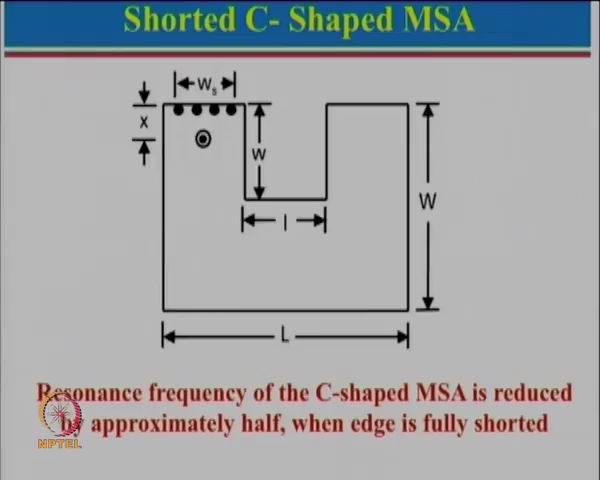 Shorted C- Shaped MSA
Ws
x
w
W
l
L
Resonance frequency of the C-shaped MSA is reduced
by approximately half, when edge is fully shorted
NPTEL